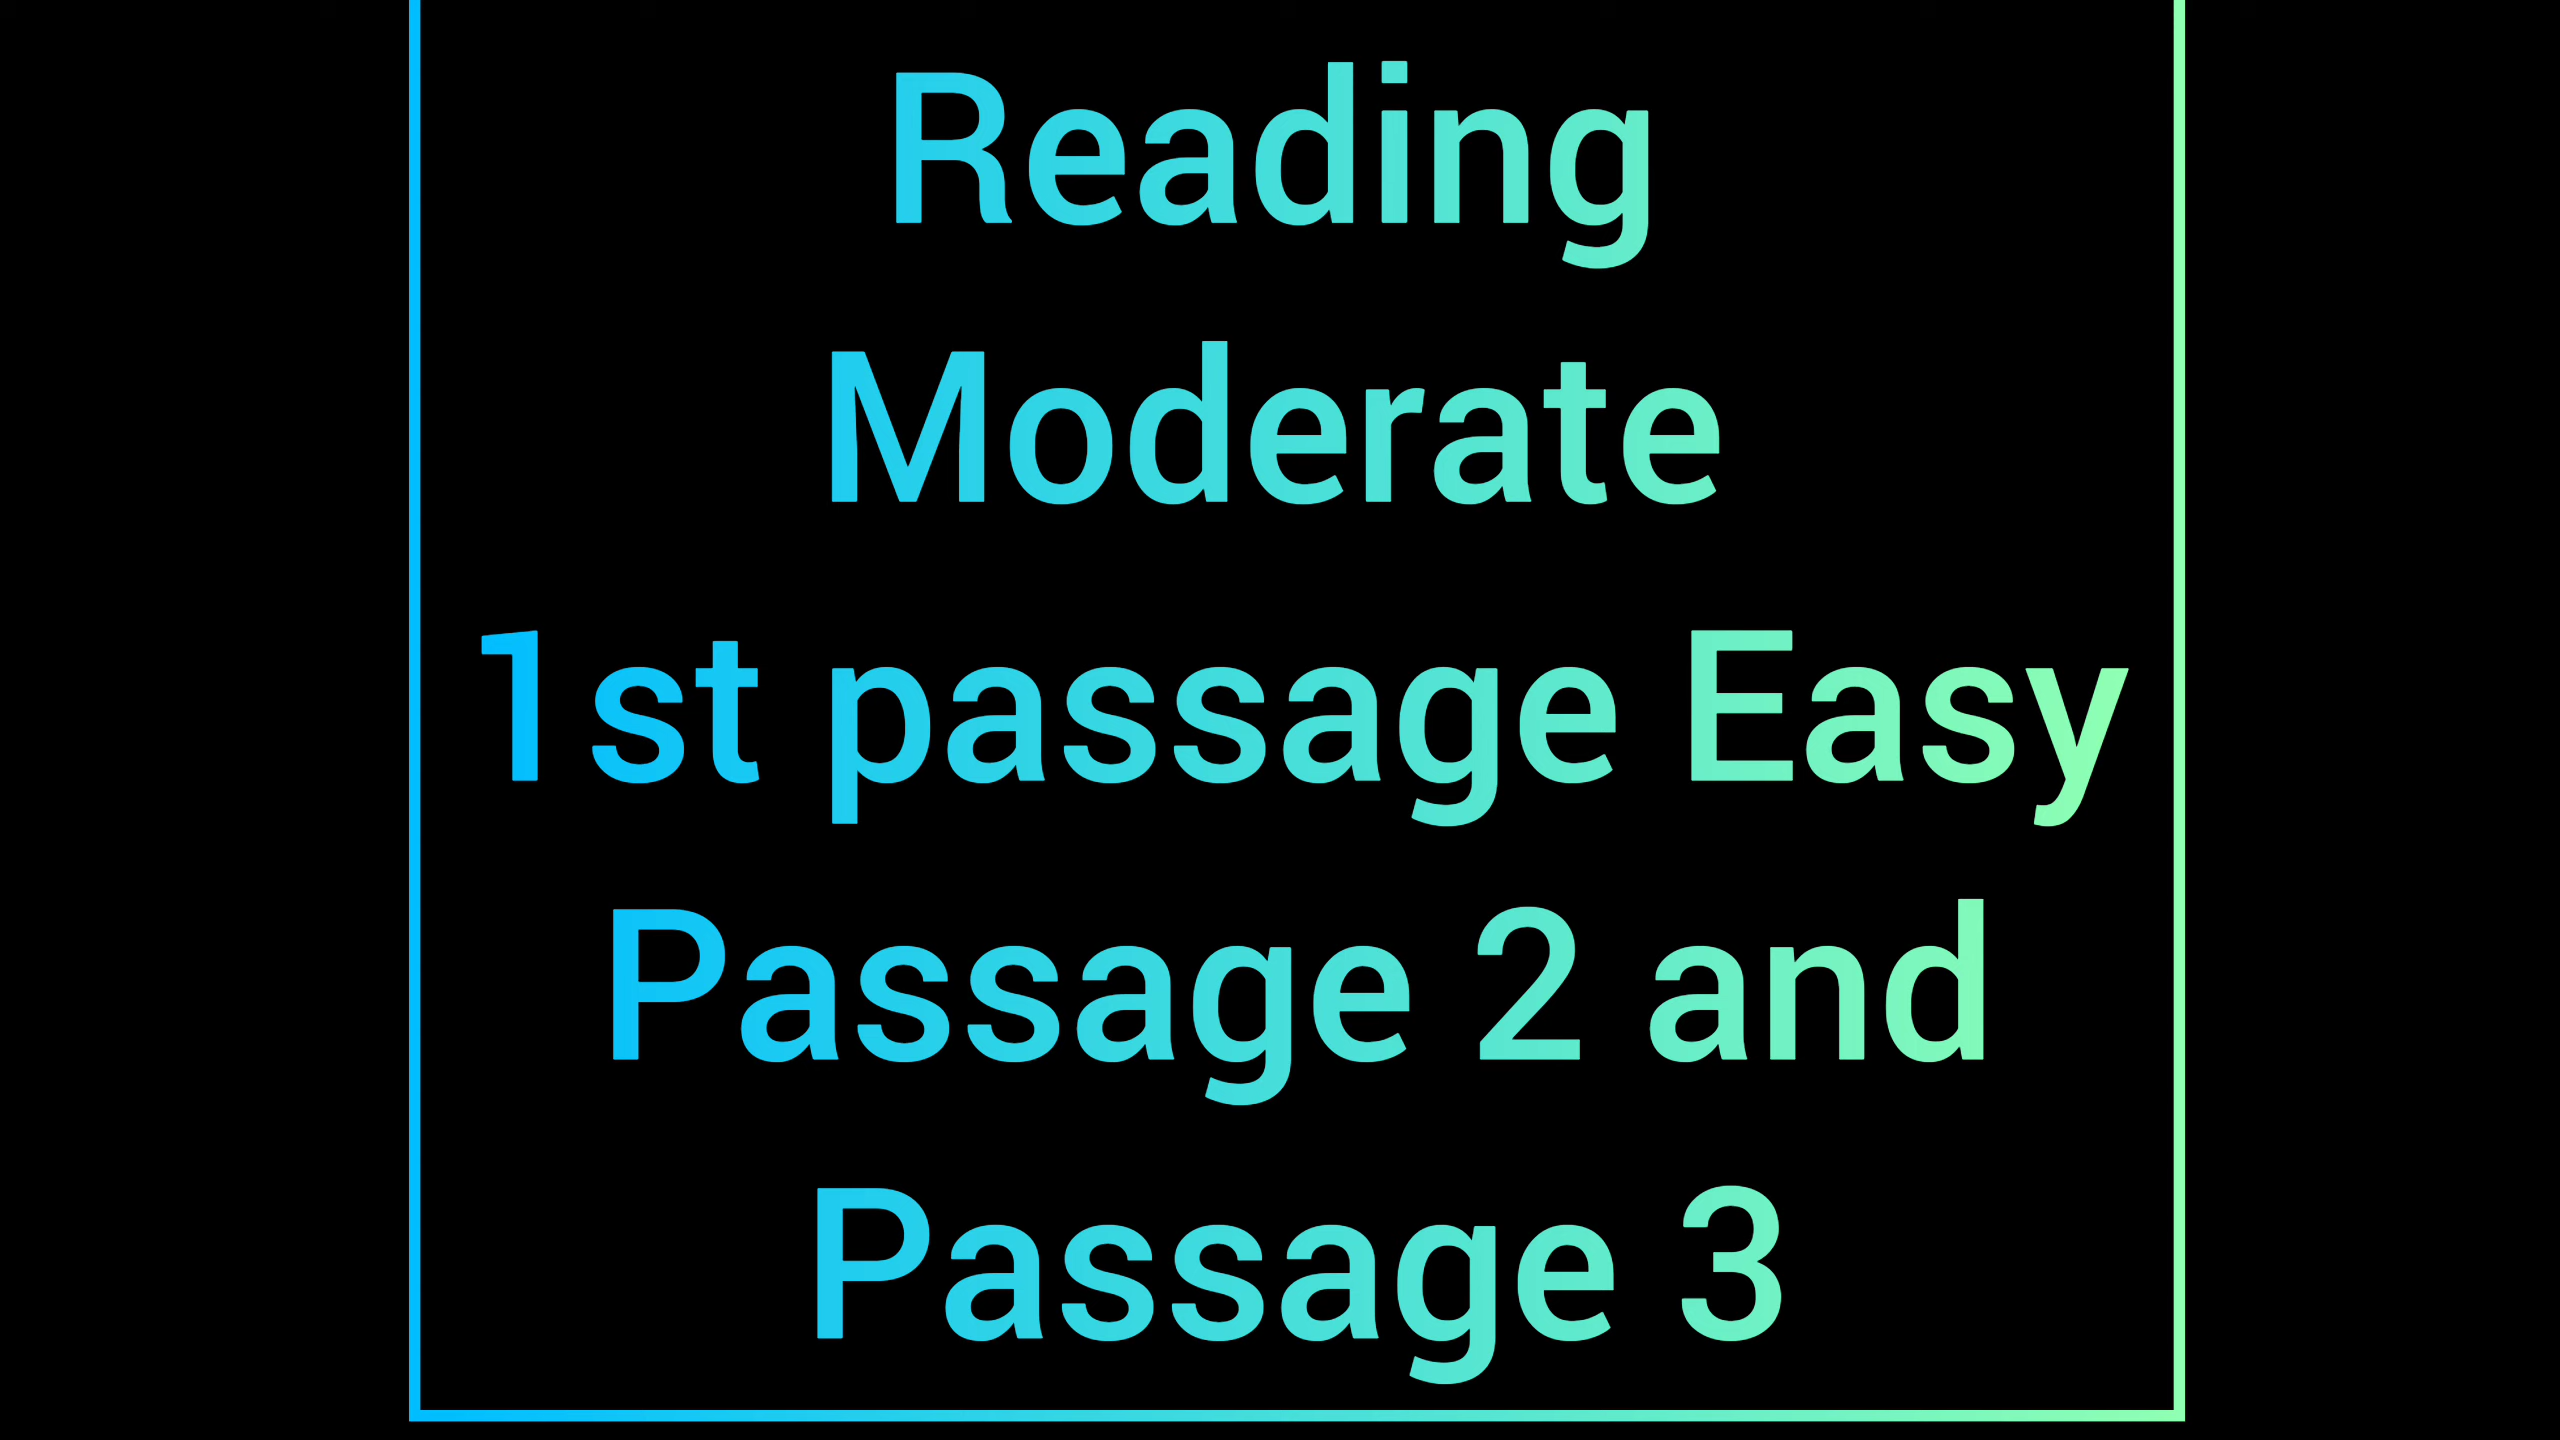 Reading
Moderate
1st passage Easy
Passage 2 and
Passage 3